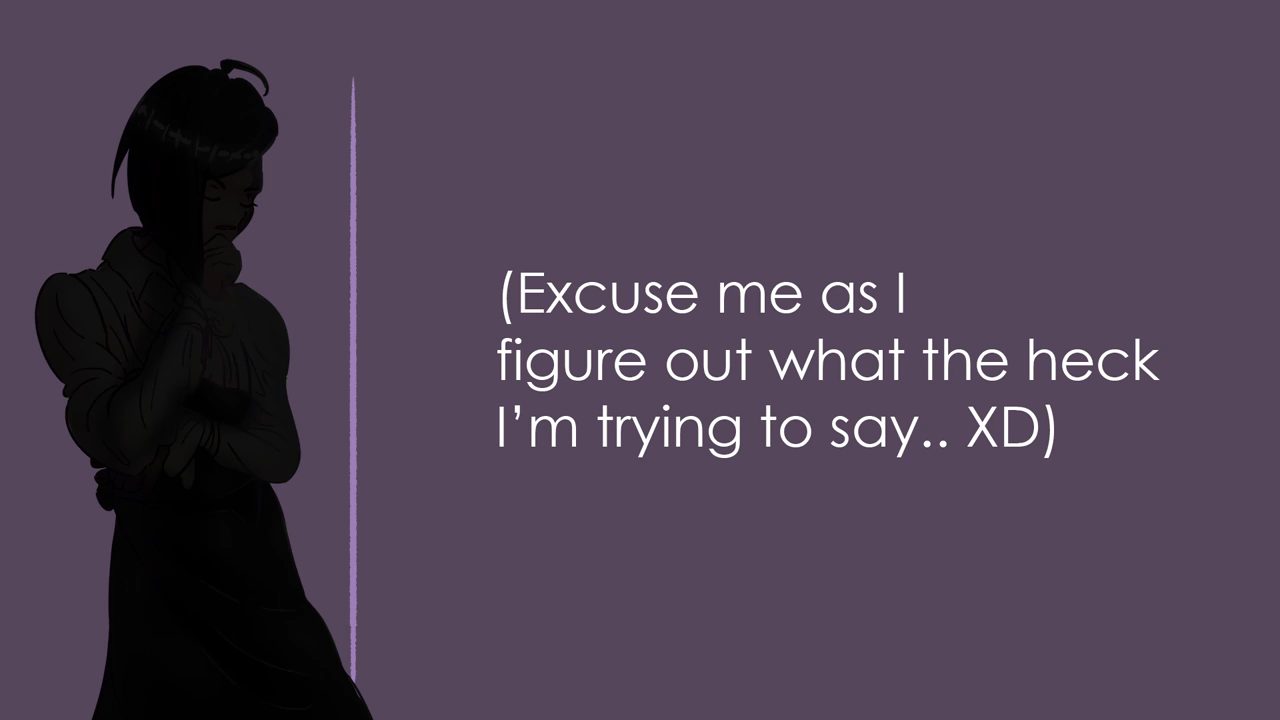 (Excuse me as I
figure out what the heck
I’m trying to say.. XD)